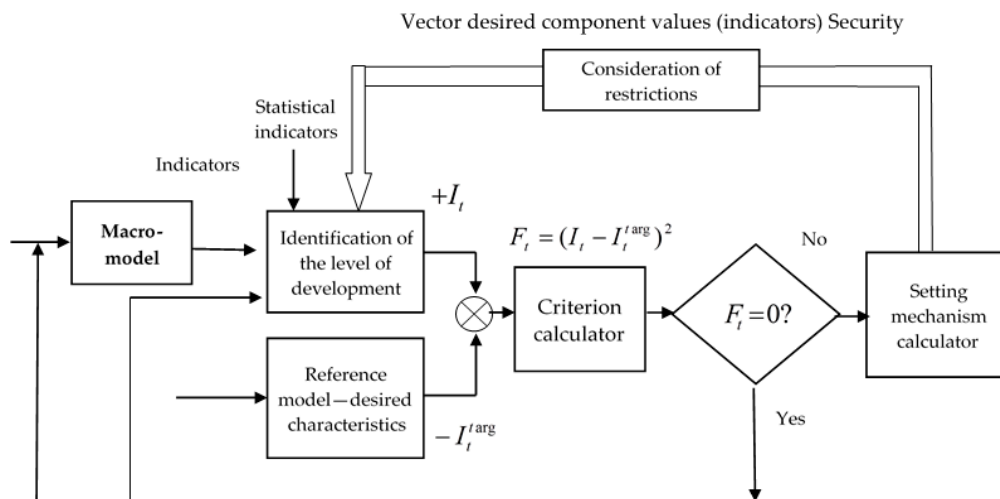 Vector desired component values (indicators) Security
Consideration of
restrictions
Statistical
indicators
Indicators
+I_t
Macro-
model
Identification of
the level of
development
F_t = (I_t − I_t^{targ})^2
No
Criterion
calculator
F_t = 0?
Setting
mechanism
calculator
Reference
model—desired
characteristics
− I_t^{targ}
Yes